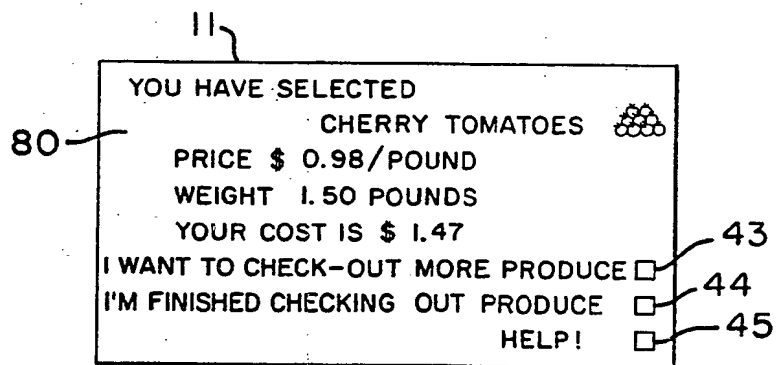 11
YOU HAVE SELECTED
CHERRY TOMATOES
80
PRICE $ 0.98/POUND
WEIGHT 1.50 POUNDS
YOUR COST IS $ 1.47
I WANT TO CHECK-OUT MORE PRODUCE 43
I'M FINISHED CHECKING OUT PRODUCE 44
HELP! 45